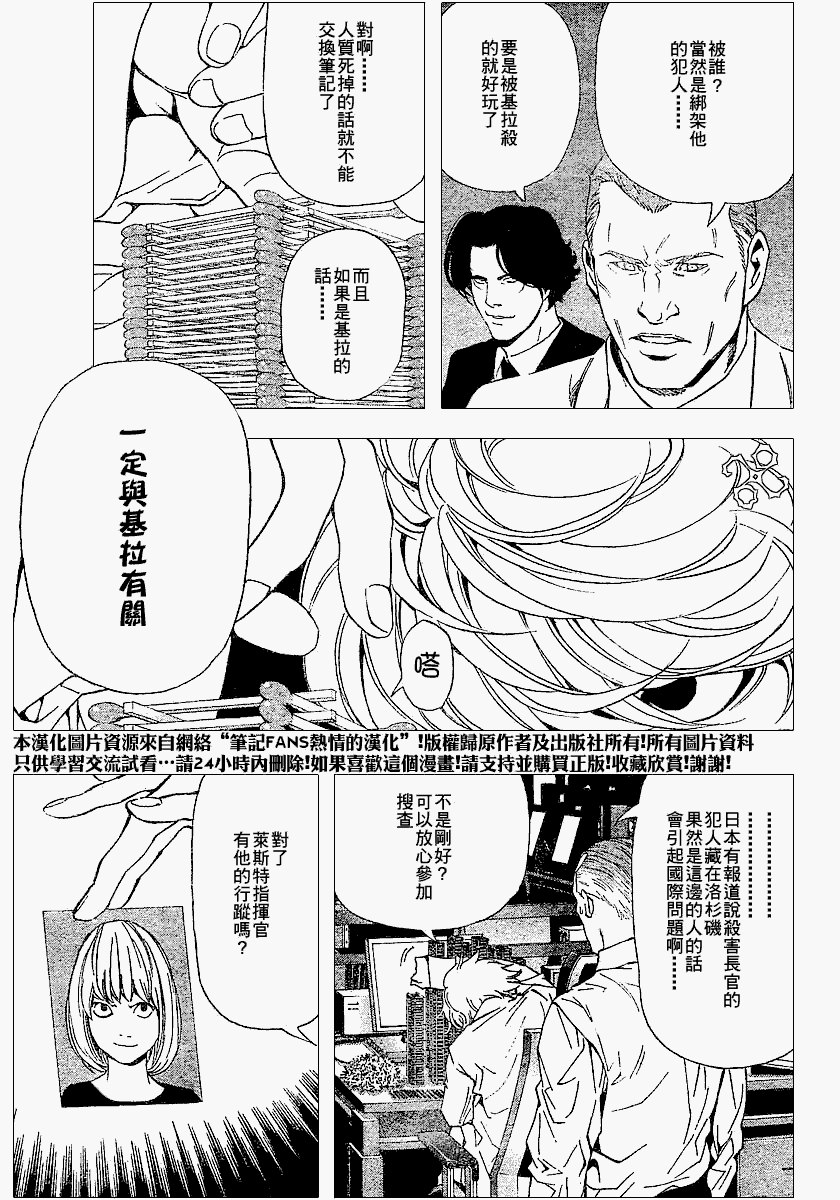 被誰？
當然是綁架他
的犯人……
要是被基拉殺
的就好玩了
對啊……
人質死掉的話就不能
交換筆記了
而且
如果是基拉的
話……
一定與基拉有關
嗒
本漢化圖片資源來自網絡“筆記FANS熱情的漢化”!版權歸原作者及出版社所有!所有圖片資料
只供學習交流試看…請24小時內刪除!如果喜歡這個漫畫!請支持並購買正版!收藏欣賞!謝謝!
………………
日本有報道說殺害長官的
犯人藏在洛杉磯
果然是這邊的人的話
會引起國際問題啊……
不是剛好？
可以放心參加
搜查
對了
萊斯特指揮官
有他的行蹤嗎？